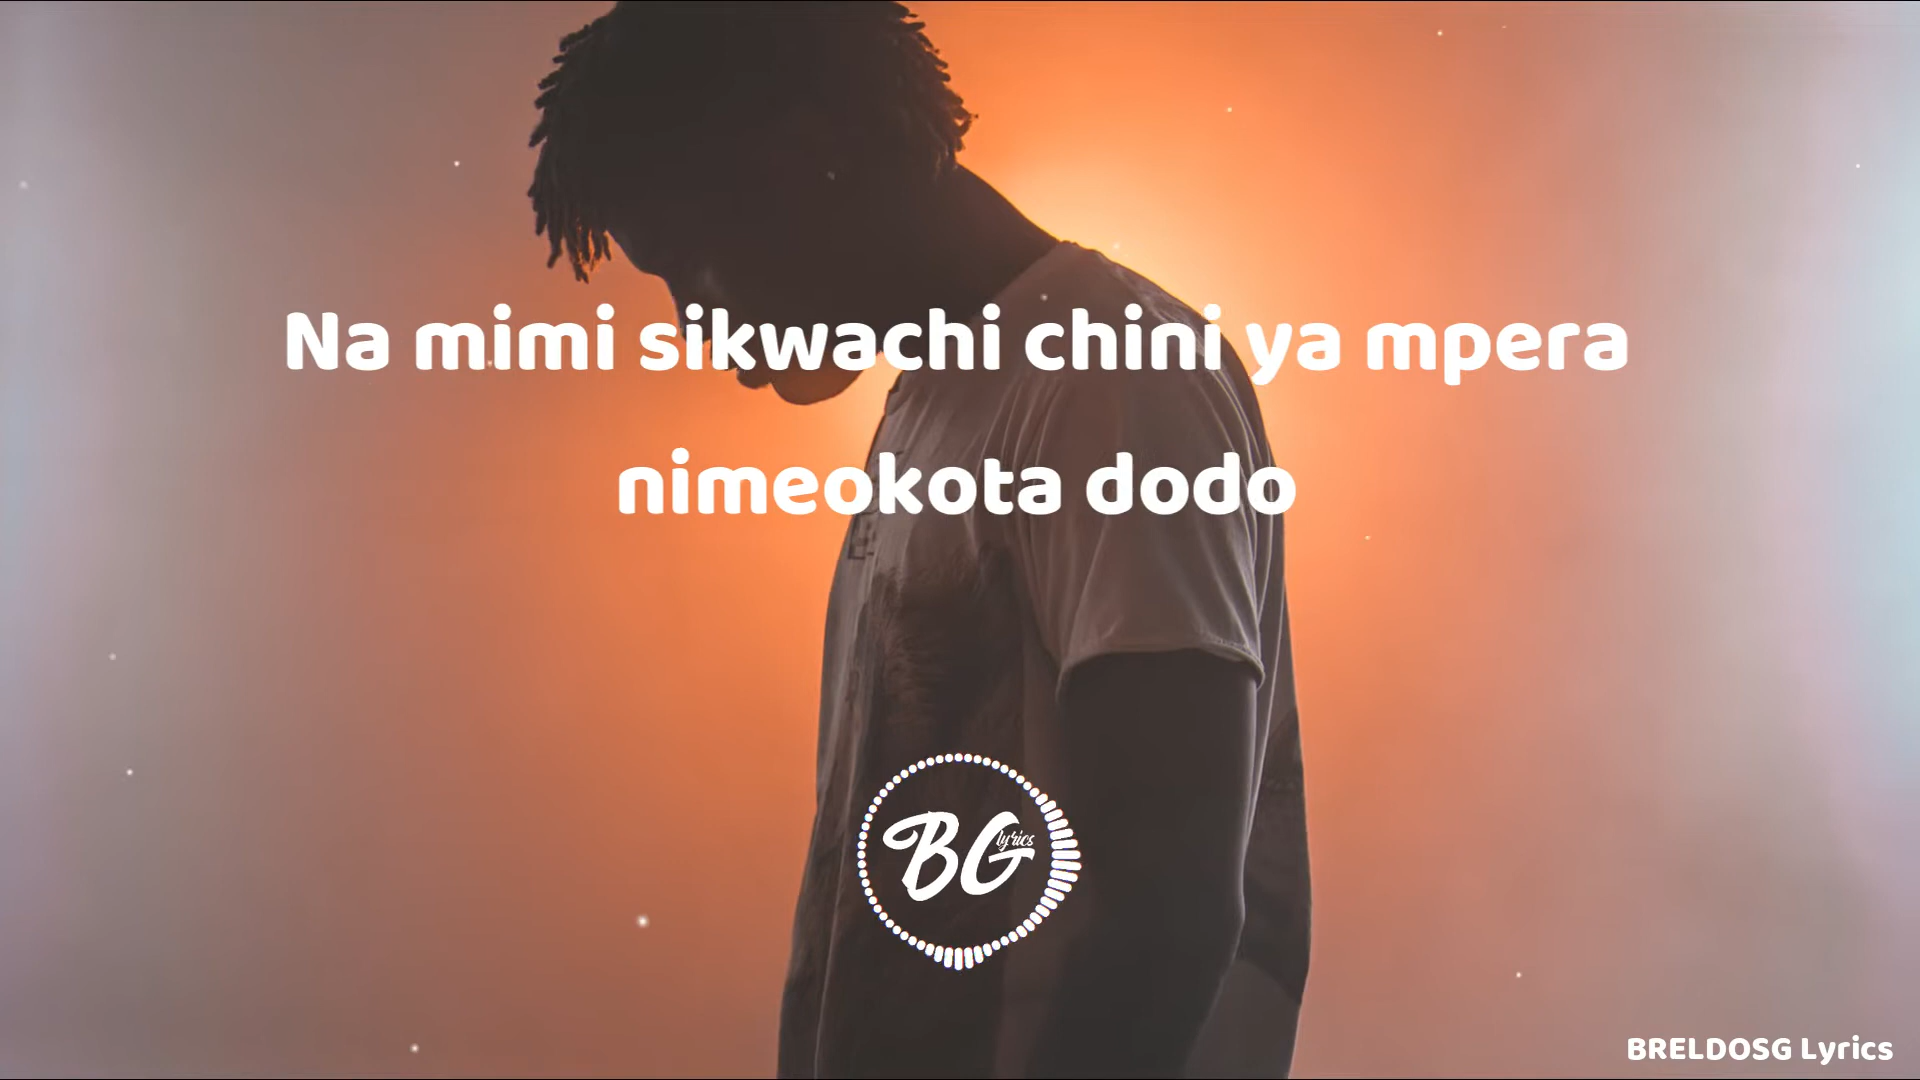 Na mimi sikwachi chini ya mpera
nimeokota dodo
BG
Lyrics
BRELDOSG Lyrics